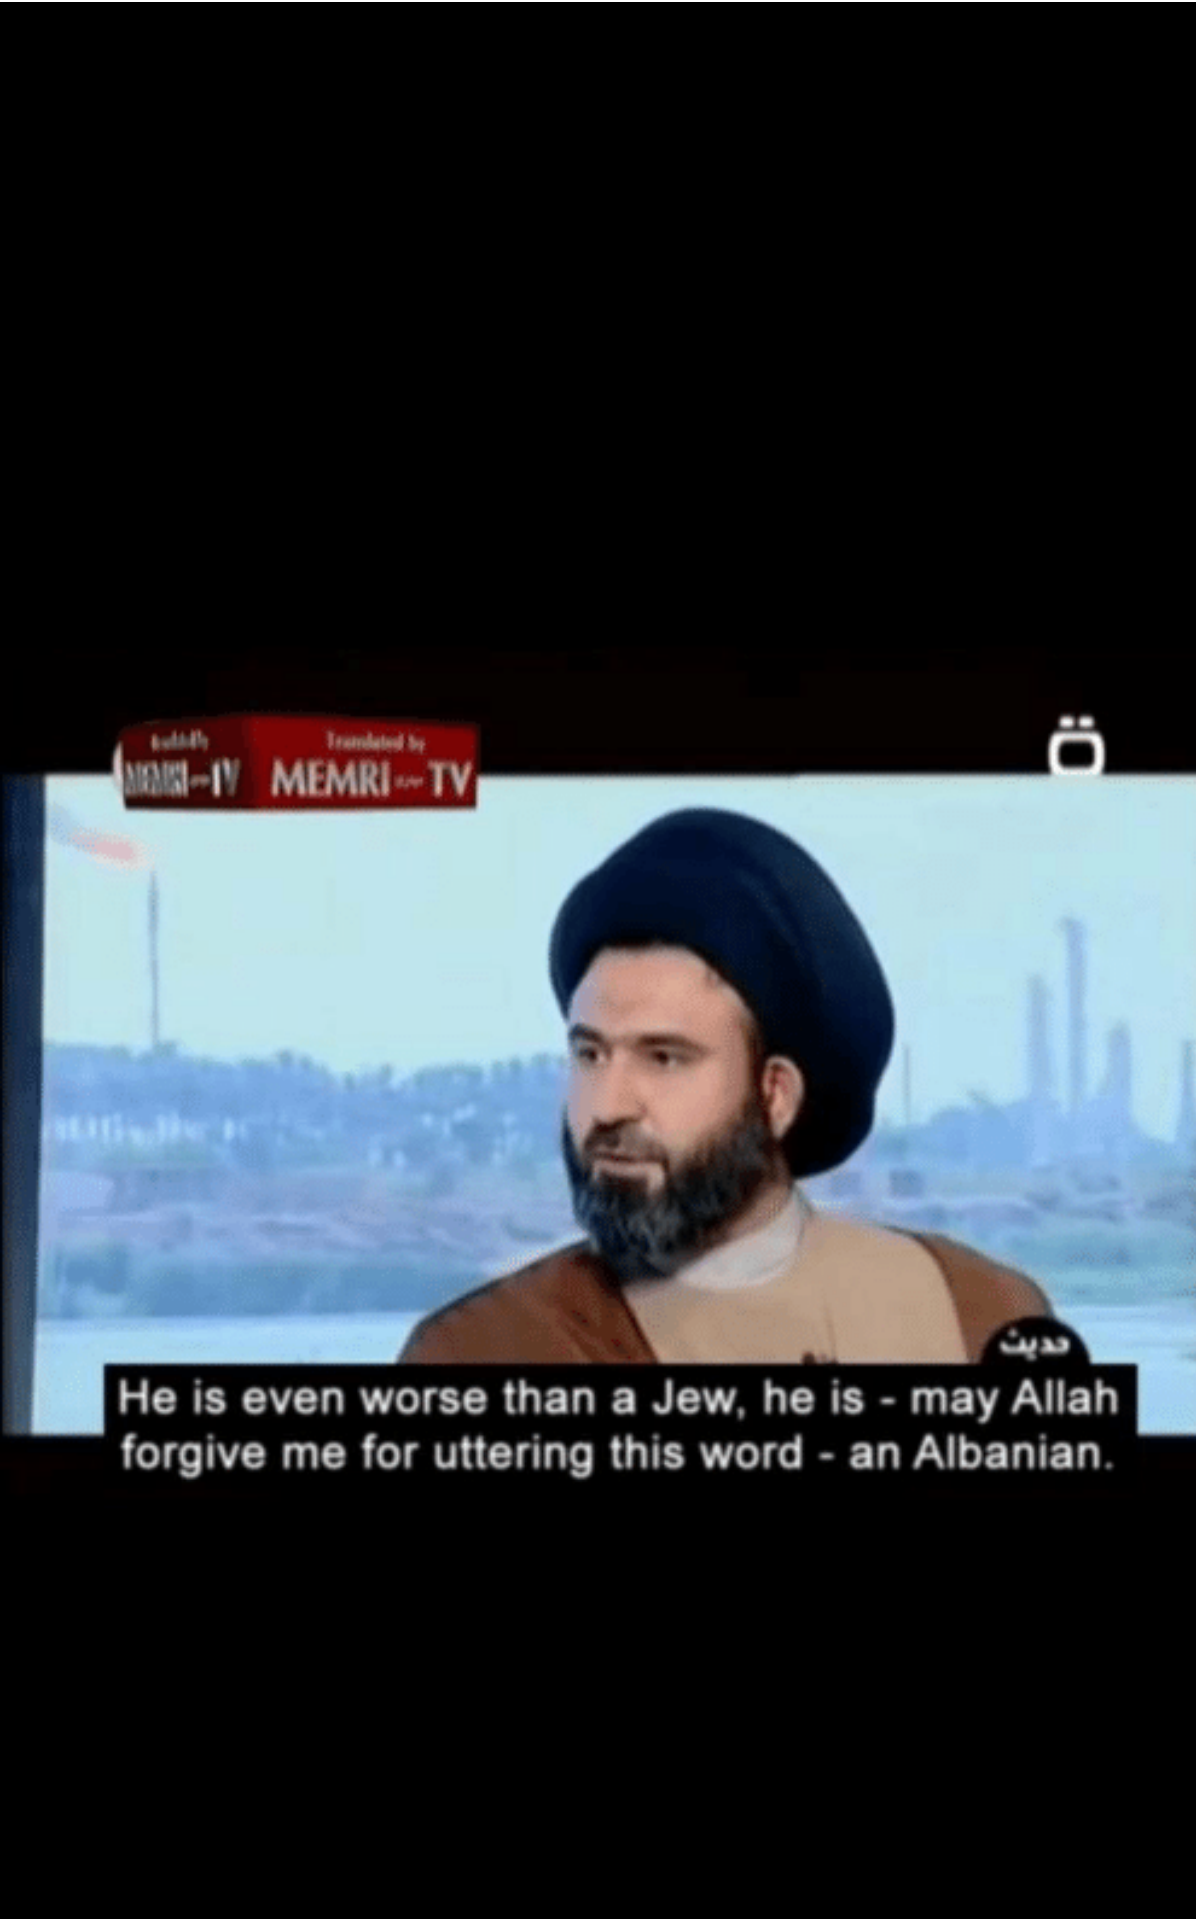 Translated by
MEMRI TV
MEMRI TV
حديث
He is even worse than a Jew, he is - may Allah
forgive me for uttering this word - an Albanian.